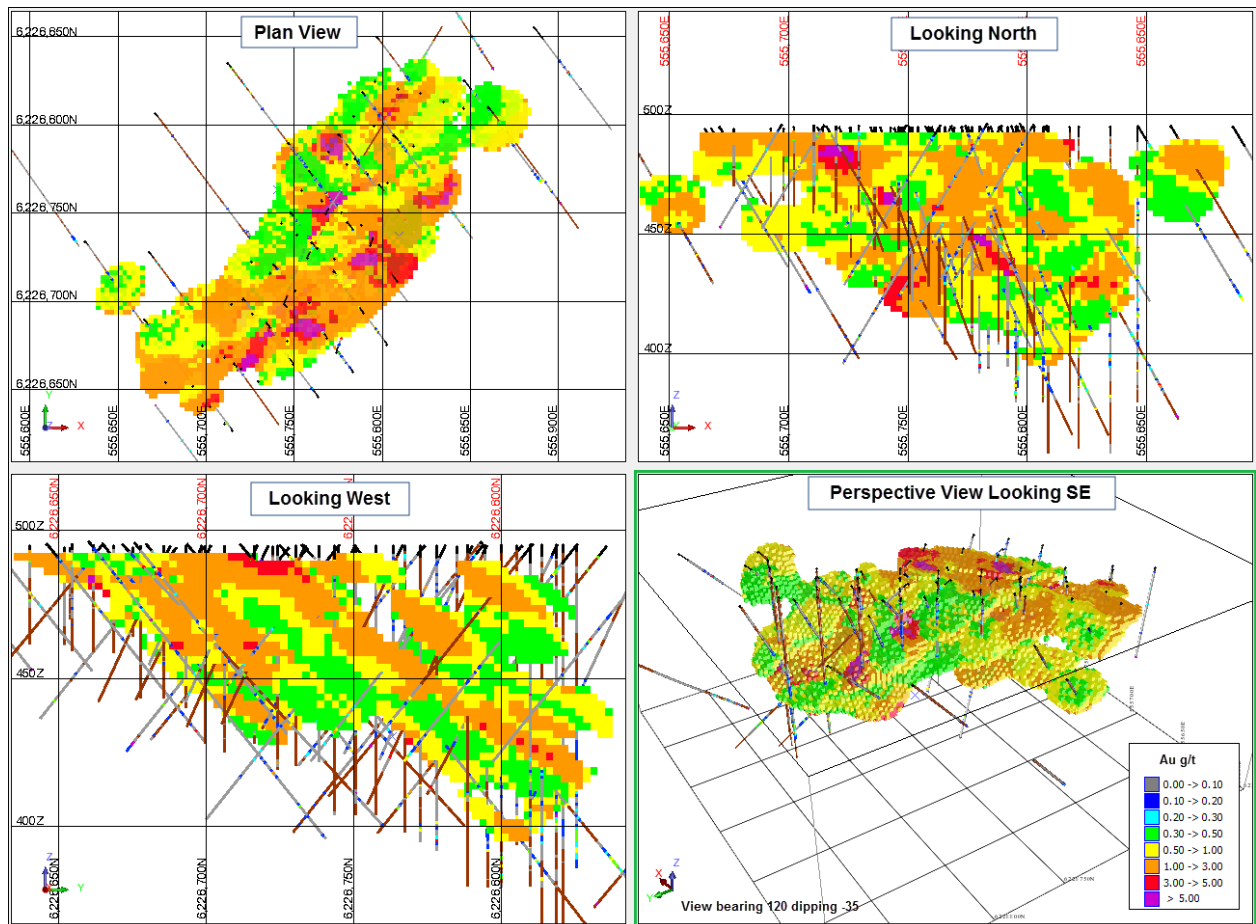 Plan View
6,226,650N
6,226,600N
6,226,750N
6,226,700N
6,226,650N
555,600E
555,650E
555,700E
555,750E
555,800E
555,650E
555,900E
Y
Z
X
Looking North
555,650E
555,700E
555,650E
500Z
450Z
400Z
555,650E
555,700E
555,750E
555,800E
555,650E
Z
Y
X
Looking West
6,226,650N
6,226,700N
6,226,600N
500Z
450Z
400Z
6,226,650N
6,226,700N
6,226,750N
6,226,600N
Z
X
Y
Perspective View Looking SE
Au g/t
0.00 -> 0.10
0.10 -> 0.20
0.20 -> 0.30
0.30 -> 0.50
0.50 -> 1.00
1.00 -> 3.00
3.00 -> 5.00
> 5.00
X
Z
Y
View bearing 120 dipping -35